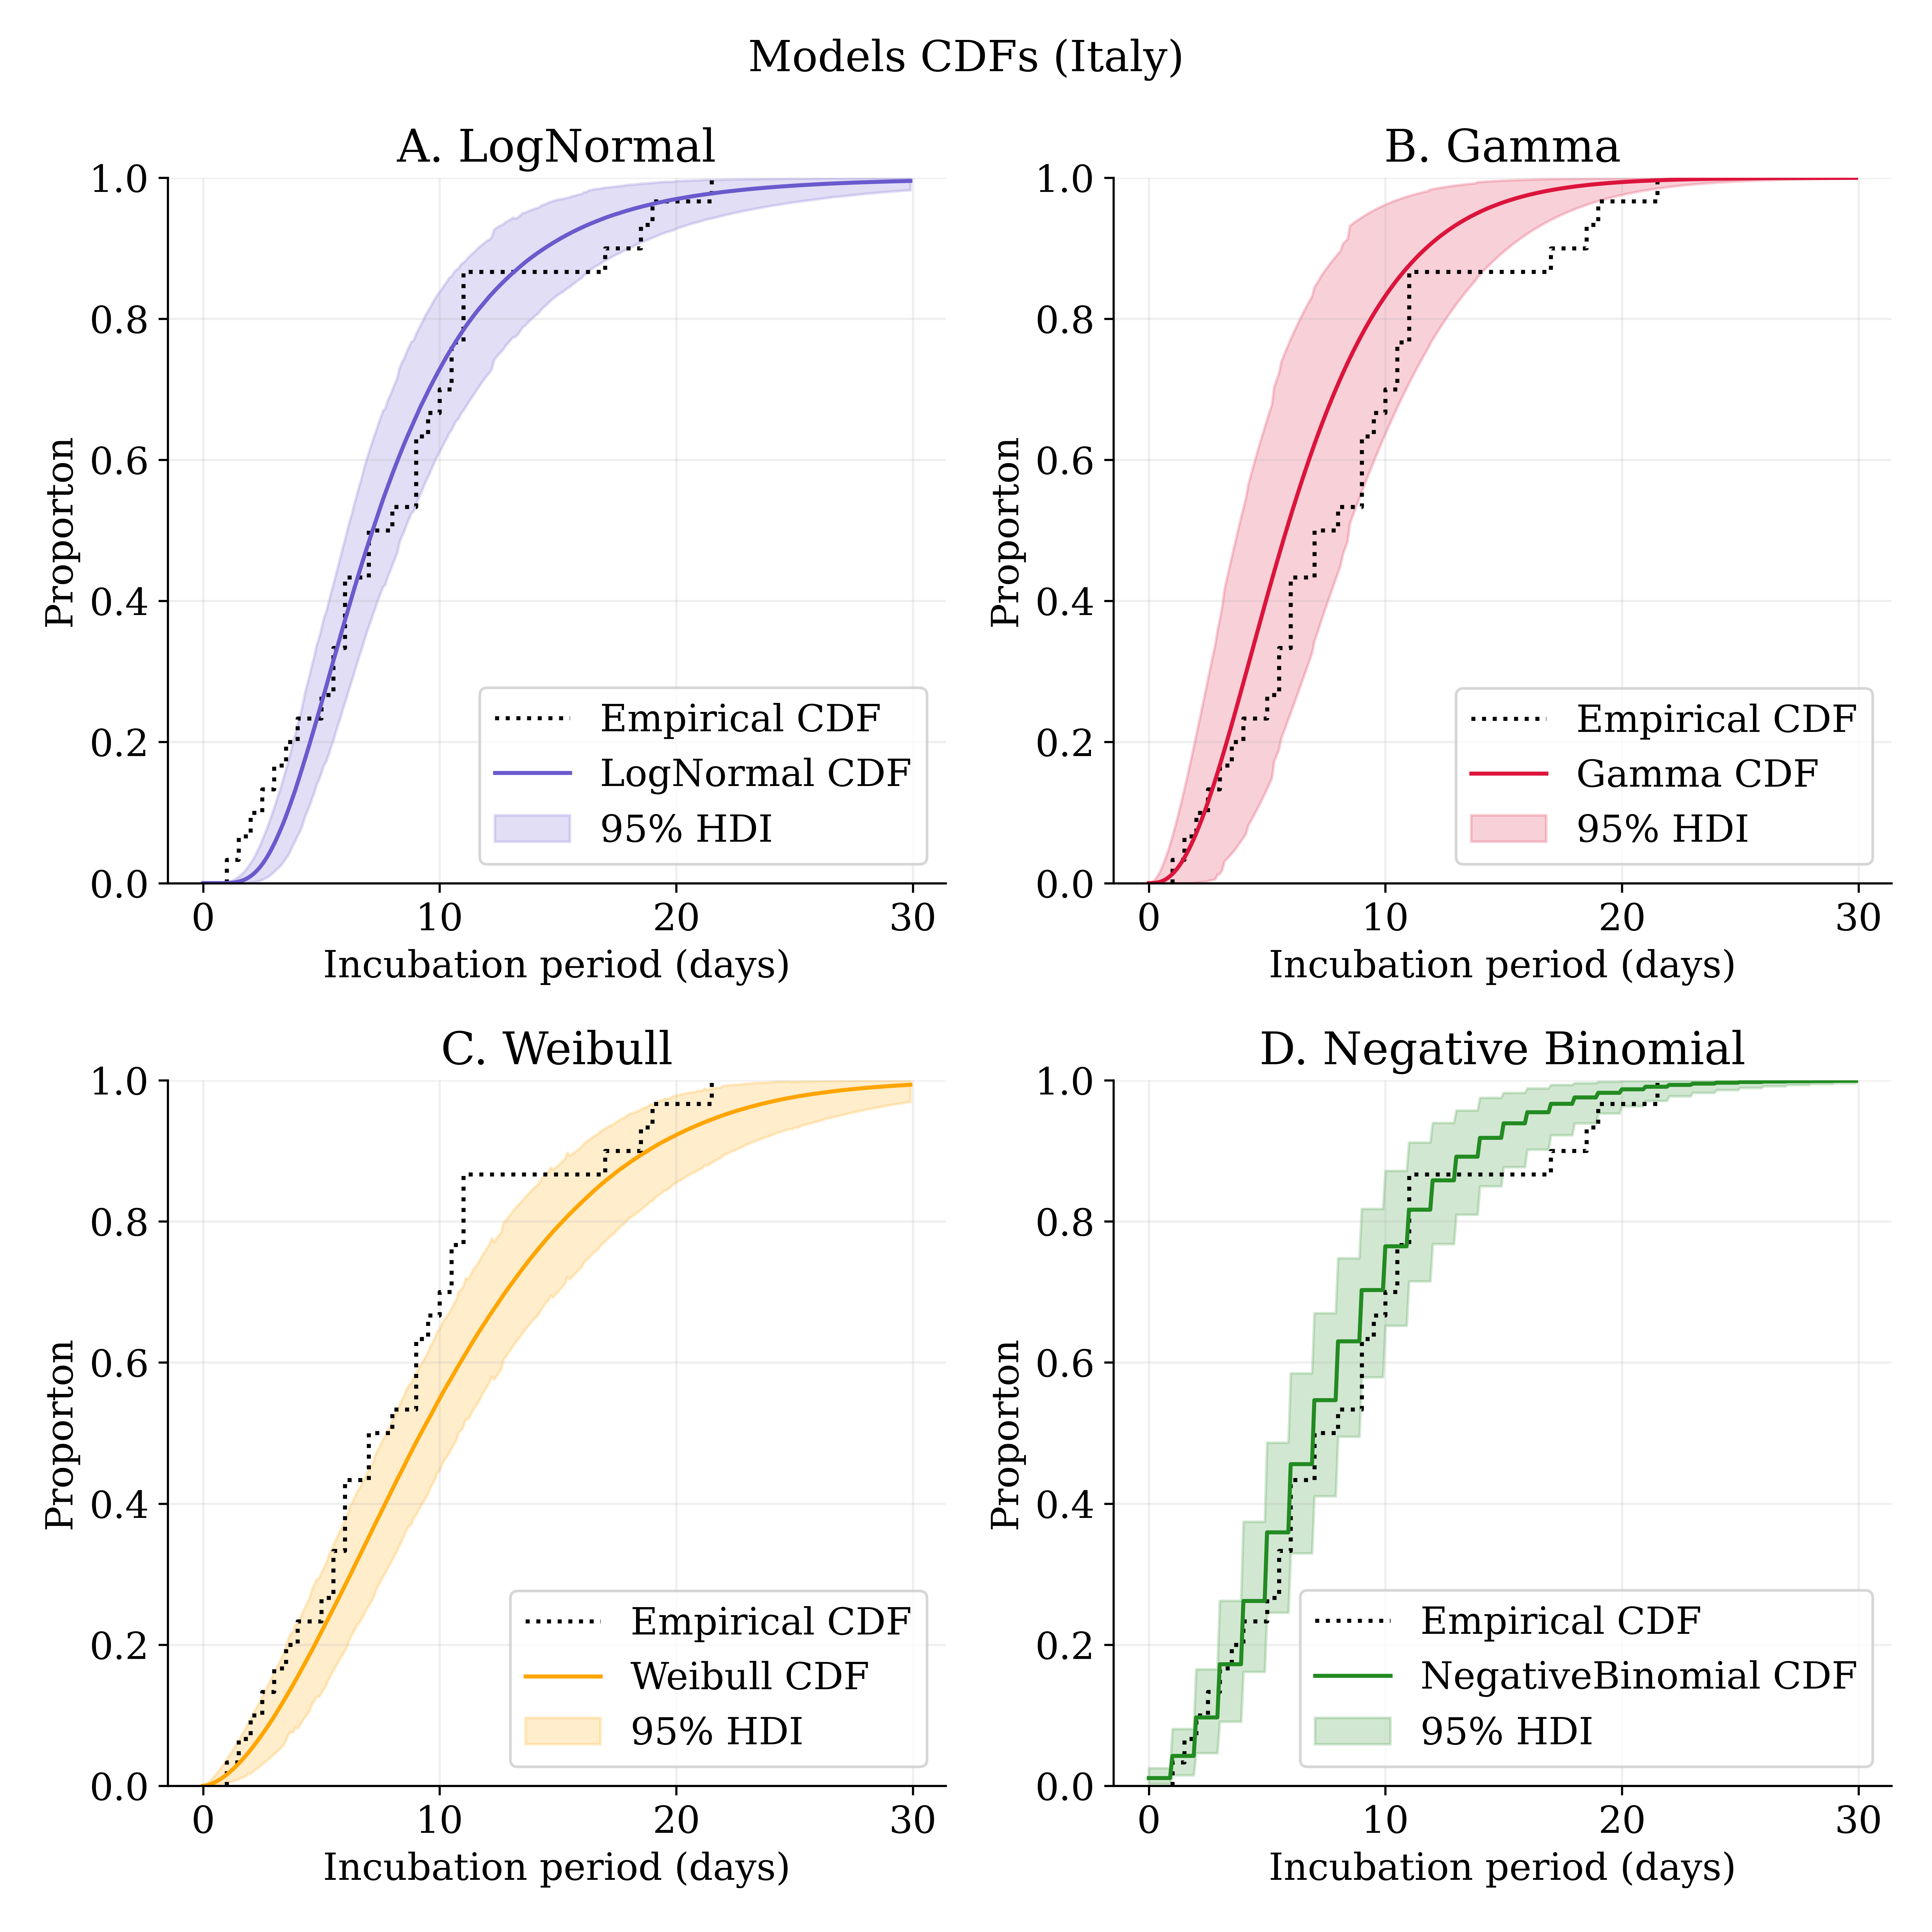 Models CDFs (Italy)
A. LogNormal
1.0
0.8
0.6
0.4
0.2
0.0
Proporton
Empirical CDF
LogNormal CDF
95% HDI
0 10 20 30
Incubation period (days)
B. Gamma
1.0
0.8
0.6
0.4
0.2
0.0
Proporton
Empirical CDF
Gamma CDF
95% HDI
0 10 20 30
Incubation period (days)
C. Weibull
1.0
0.8
0.6
0.4
0.2
0.0
Proporton
Empirical CDF
Weibull CDF
95% HDI
0 10 20 30
Incubation period (days)
D. Negative Binomial
1.0
0.8
0.6
0.4
0.2
0.0
Proporton
Empirical CDF
NegativeBinomial CDF
95% HDI
0 10 20 30
Incubation period (days)